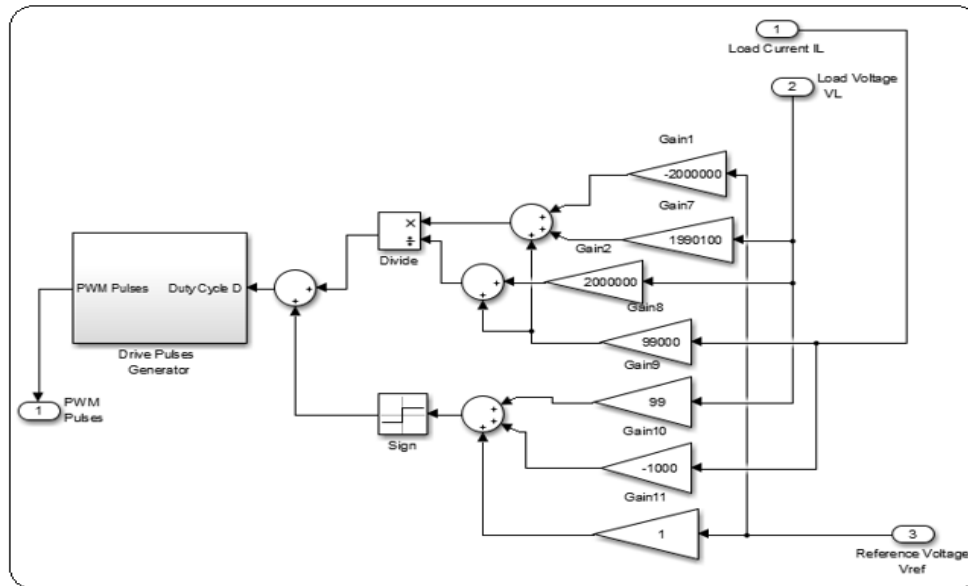 1
Load Current IL
2
Load Voltage
VL
Gain1
-2000000
Gain7
1990100
Gain2
2000000
Gain8
99000
Gain9
99
Gain10
-1000
Gain11
1
3
Reference Voltage
Vref
×
÷
Divide
+
+
+
+
+
+
+
PWM Pulses
Duty Cycle D
Drive Pulses
Generator
1
PWM
Pulses
Sign
+
+
+